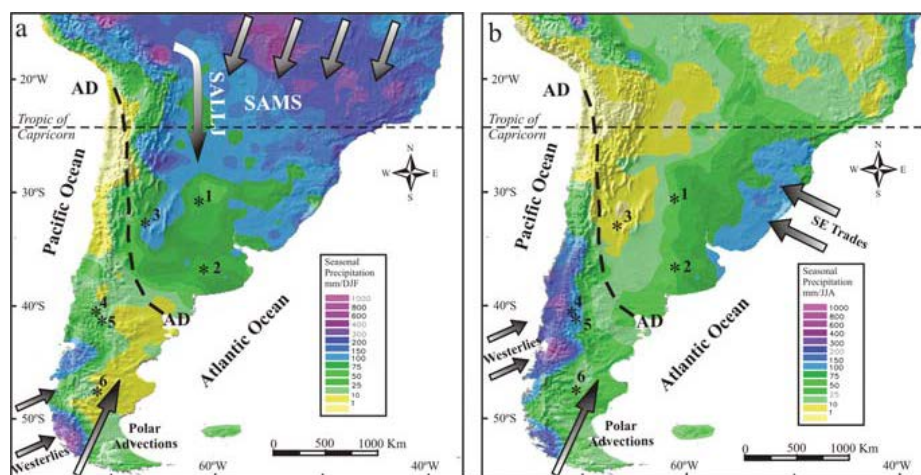 a
20°W
AD
Tropic of
Capricorn
Pacific Ocean
SALLJ
SAMS
N
W
E
S
30°S
*1
*3
*2
40°S
4
*5
AD
Atlantic Ocean
Seasonal
Precipitation
mm/DJF
1000
800
600
400
300
200
150
100
75
50
25
10
1
*6
50°S
Westerlies
Polar
Advections
0 500 1000 Km
60°W
40°W
b
20°W
AD
Tropic of
Capricorn
Pacific Ocean
N
W
E
S
30°S
*1
*3
SE Trades
*2
40°S
4
*5
AD
Atlantic Ocean
Seasonal
Precipitation
mm/JJA
1000
800
600
400
300
200
150
100
75
50
25
10
1
Westerlies
*6
50°S
Polar
Advections
0 500 1000 Km
60°W
40°W